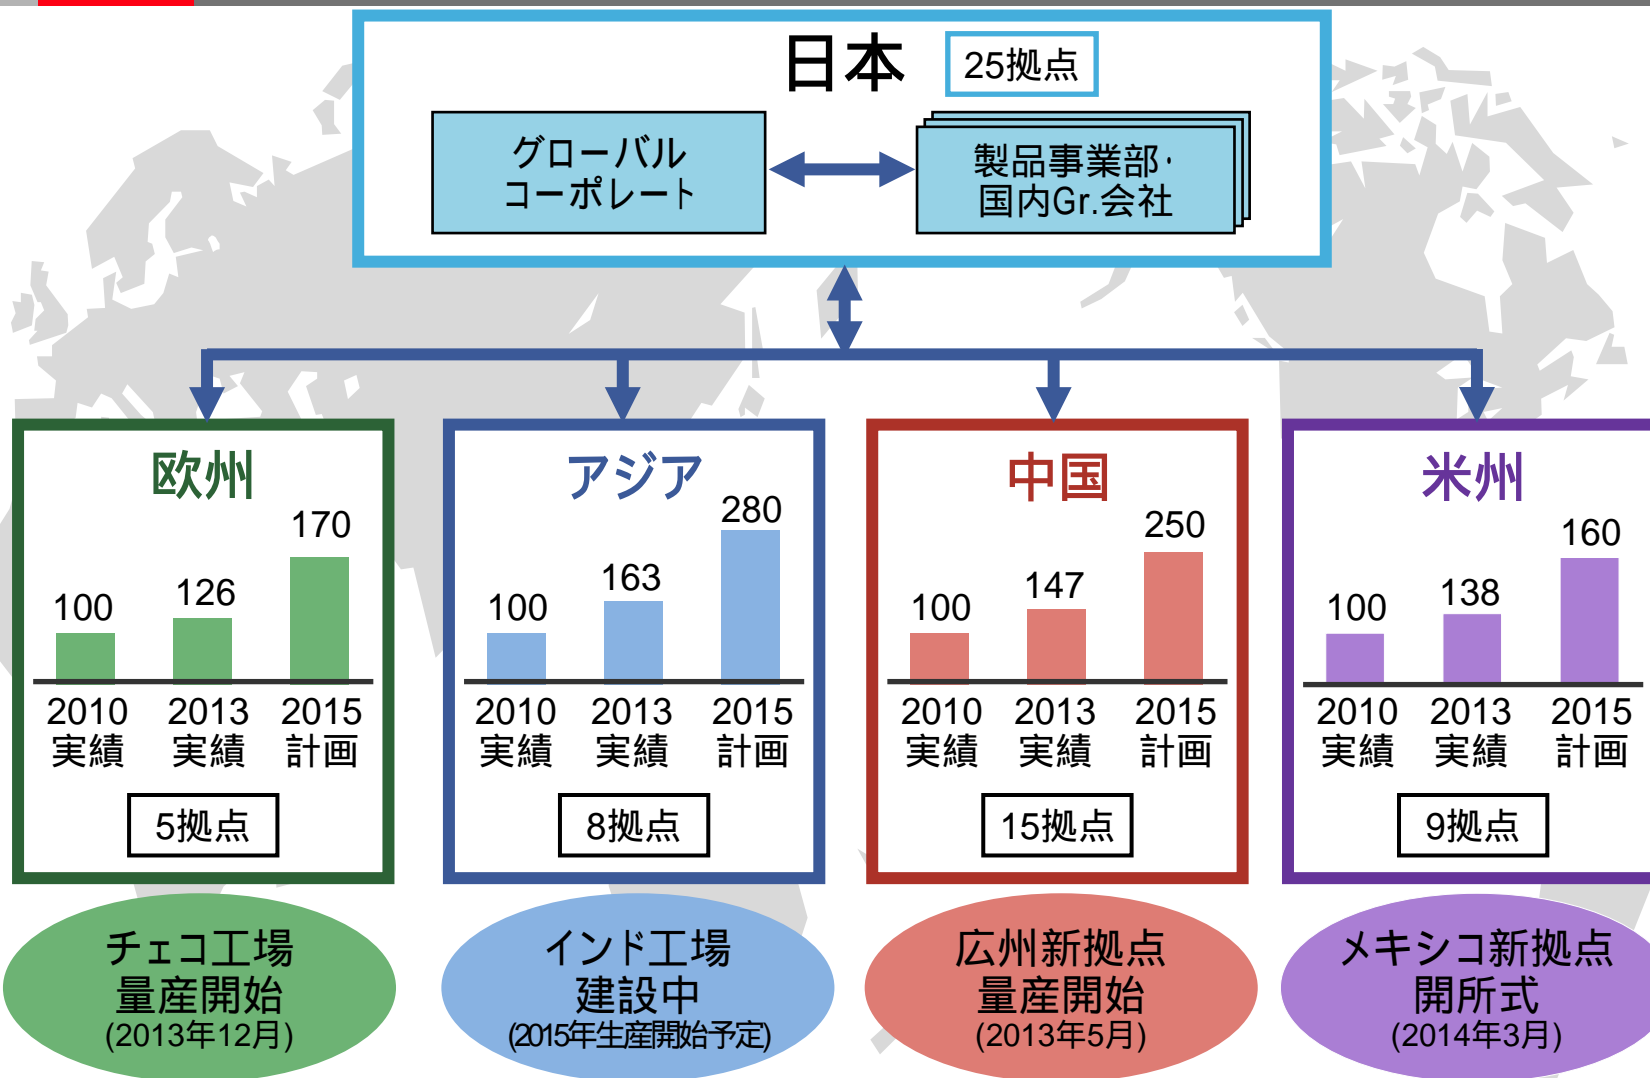 日本
25拠点
グローバル
コーポレート
製品事業部・
国内Gr.会社
欧州
170
126
100
2010
実績
2013
実績
2015
計画
5拠点
チェコ工場
量産開始
(2013年12月)
アジア
280
163
100
2010
実績
2013
実績
2015
計画
8拠点
インド工場
建設中
(2015年生産開始予定)
中国
250
147
100
2010
実績
2013
実績
2015
計画
15拠点
広州新拠点
量産開始
(2013年5月)
米州
160
138
100
2010
実績
2013
実績
2015
計画
9拠点
メキシコ新拠点
開所式
(2014年3月)